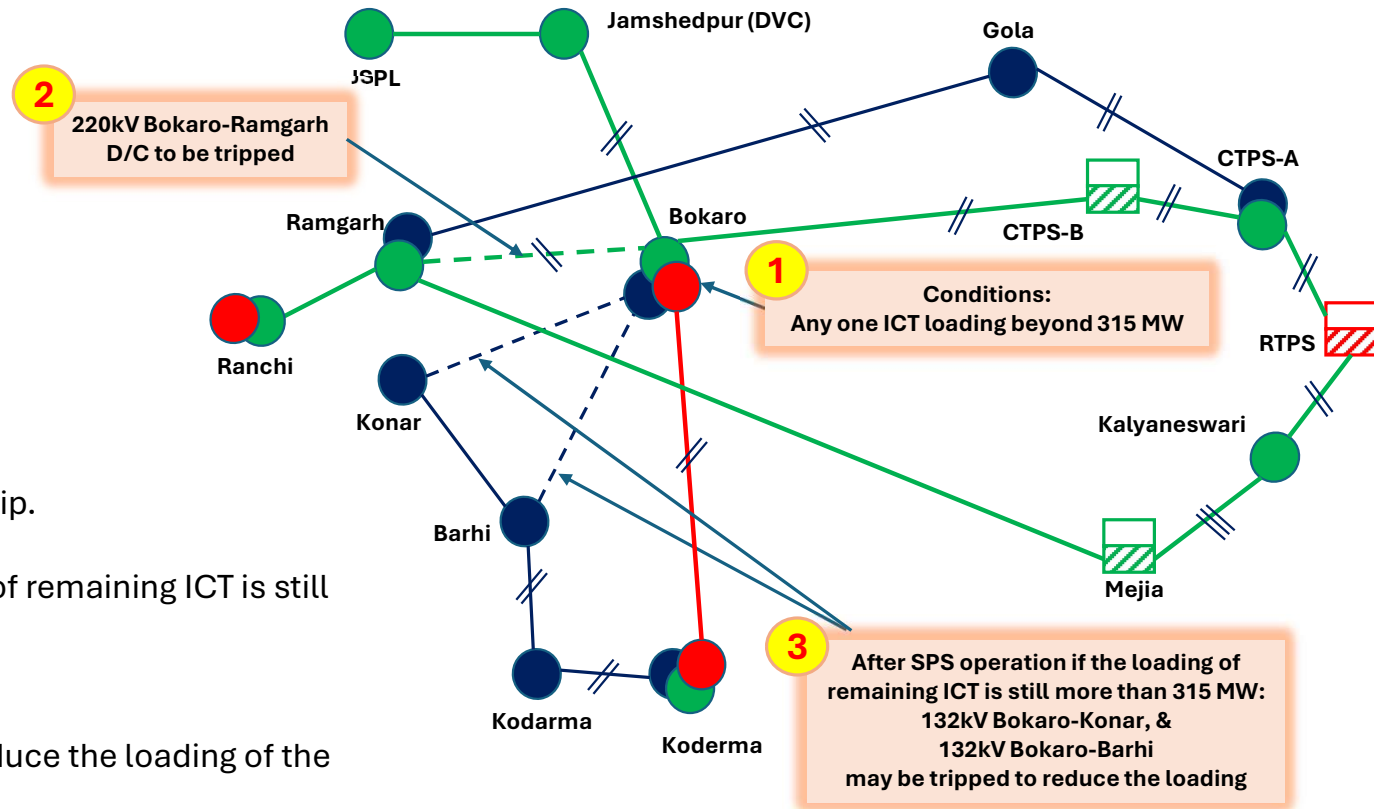 Jamshedpur (DVC)
Gola
JSPL
2
220kV Bokaro-Ramgarh
D/C to be tripped
CTPS-A
Ramgarh
Bokaro
CTPS-B
1
Conditions:
Any one ICT loading beyond 315 MW
RTPS
Ranchi
Konar
Kalyaneswari
ip.
Barhi
of remaining ICT is still
Mejia
3
After SPS operation if the loading of
remaining ICT is still more than 315 MW:
132kV Bokaro-Konar, &
132kV Bokaro-Barhi
may be tripped to reduce the loading
Kodarma
Koderma
duce the loading of the